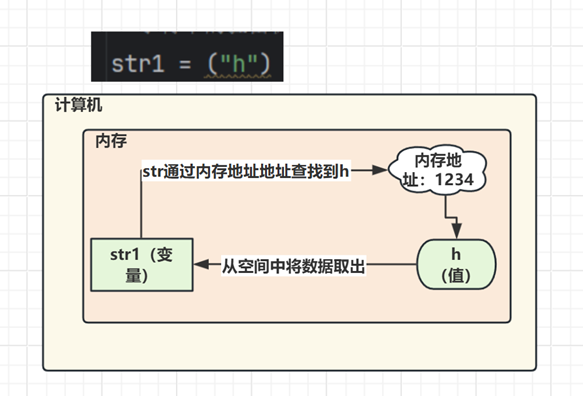 str1 = ("h")
计算机
内存
str通过内存地址地址查找到h
内存地
址：1234
str1（变
量）
从空间中将数据取出
h
（值）